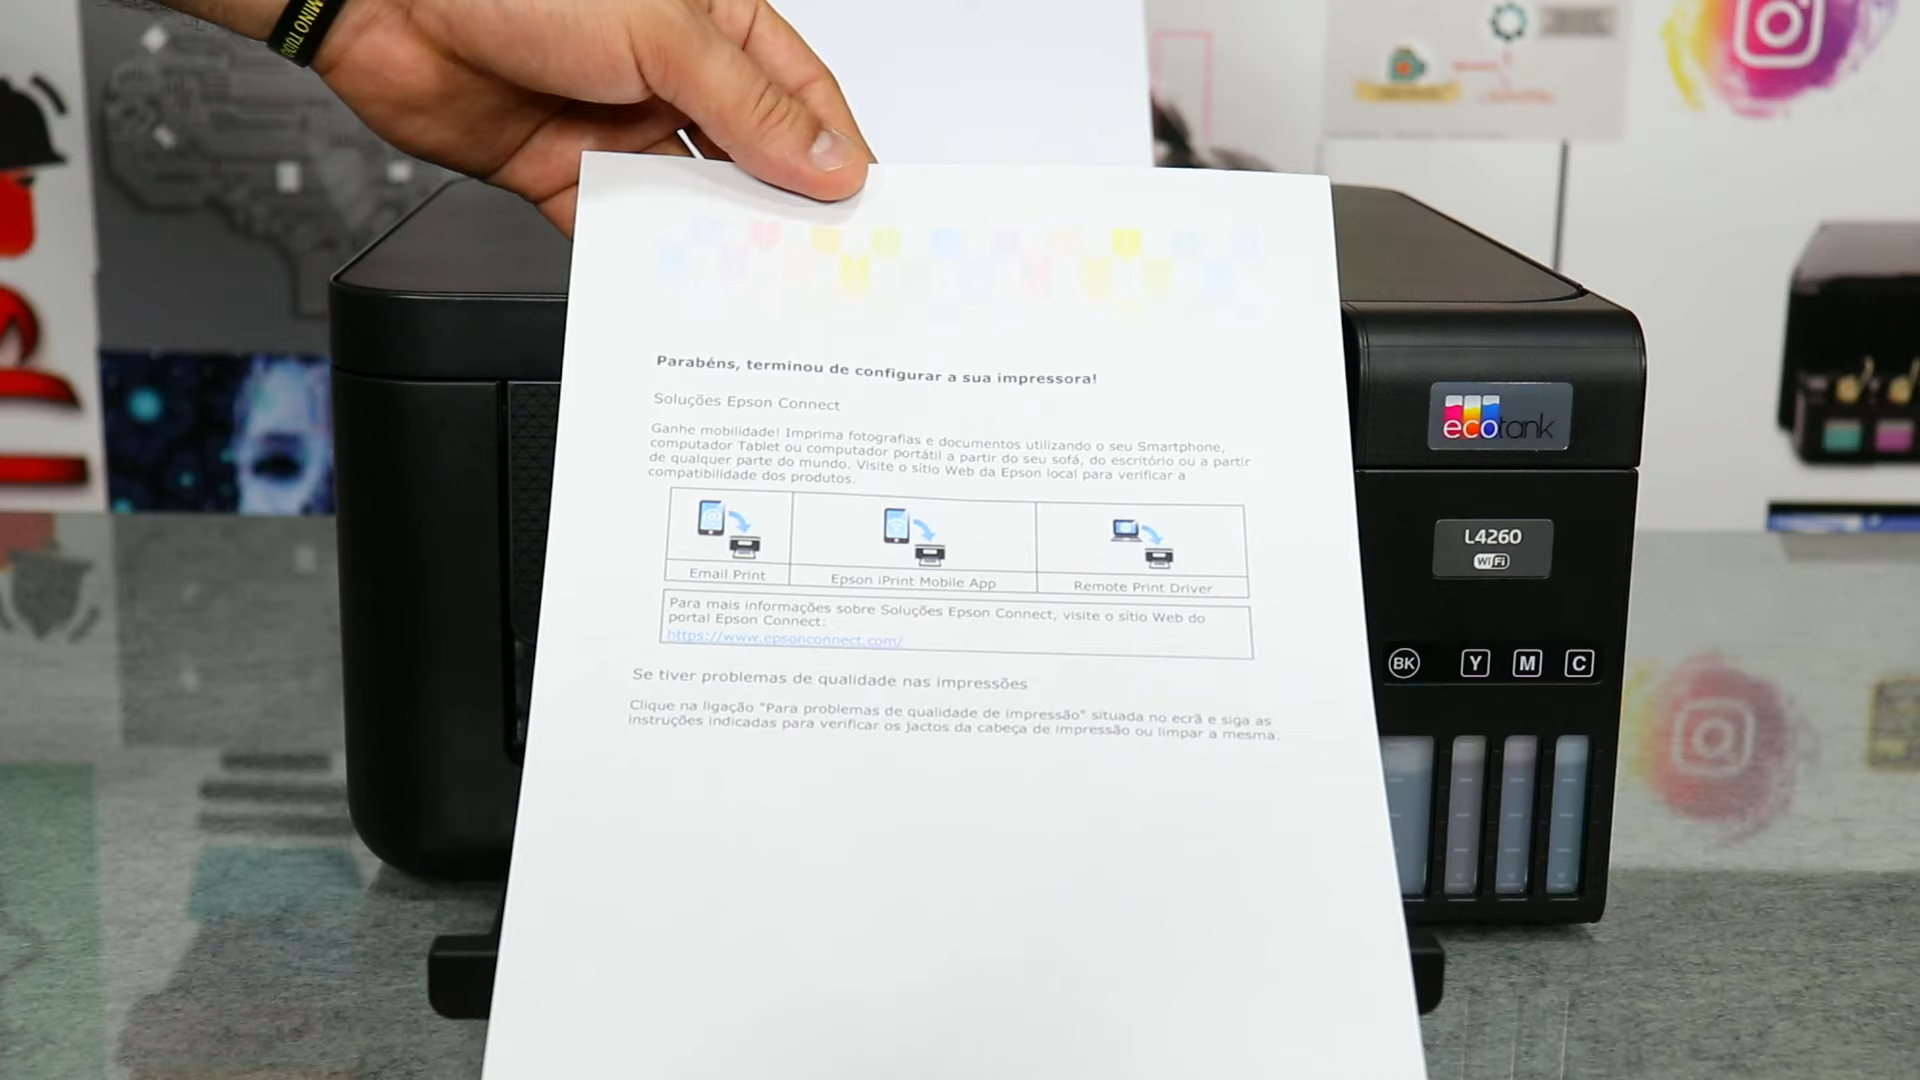 MINO TUDO
Parabéns, terminou de configurar a sua impressora!
Soluções Epson Connect
Ganhe mobilidade! Imprima fotografias e documentos utilizando o seu Smartphone,
computador Tablet ou computador portátil a partir do seu sofá, do escritório ou a partir
de qualquer parte do mundo. Visite o sítio Web da Epson local para verificar a
compatibilidade dos produtos.
Email Print
Epson iPrint Mobile App
Remote Print Driver
Para mais informações sobre Soluções Epson Connect, visite o sítio Web do
portal Epson Connect:
https://www.epsonconnect.com/
Se tiver problemas de qualidade nas impressões
Clique na ligação "Para problemas de qualidade de impressão" situada no ecrã e siga as
instruções indicadas para verificar os jactos da cabeça de impressão ou limpar a mesma.
ecotank
L4260
WiFi
BK Y M C